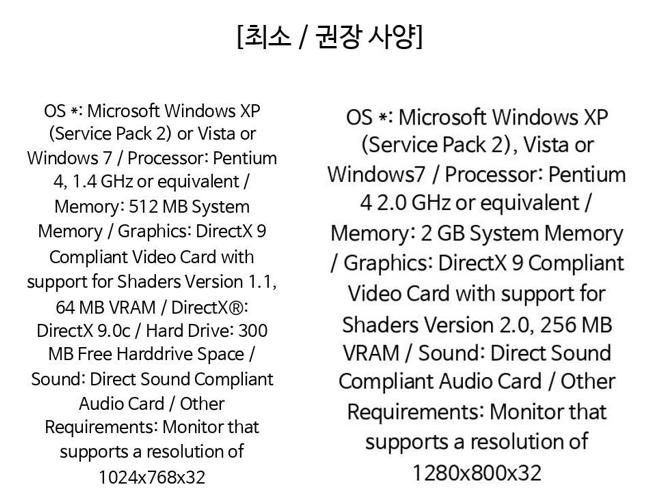 [최소 / 권장 사양]
OS *: Microsoft Windows XP
(Service Pack 2) or Vista or
Windows 7 / Processor: Pentium
4, 1.4 GHz or equivalent /
Memory: 512 MB System
Memory / Graphics: DirectX 9
Compliant Video Card with
support for Shaders Version 1.1,
64 MB VRAM / DirectX®:
DirectX 9.0c / Hard Drive: 300
MB Free Harddrive Space /
Sound: Direct Sound Compliant
Audio Card / Other
Requirements: Monitor that
supports a resolution of
1024x768x32
OS *: Microsoft Windows XP
(Service Pack 2), Vista or
Windows7 / Processor: Pentium
4 2.0 GHz or equivalent /
Memory: 2 GB System Memory
/ Graphics: DirectX 9 Compliant
Video Card with support for
Shaders Version 2.0, 256 MB
VRAM / Sound: Direct Sound
Compliant Audio Card / Other
Requirements: Monitor that
supports a resolution of
1280x800x32